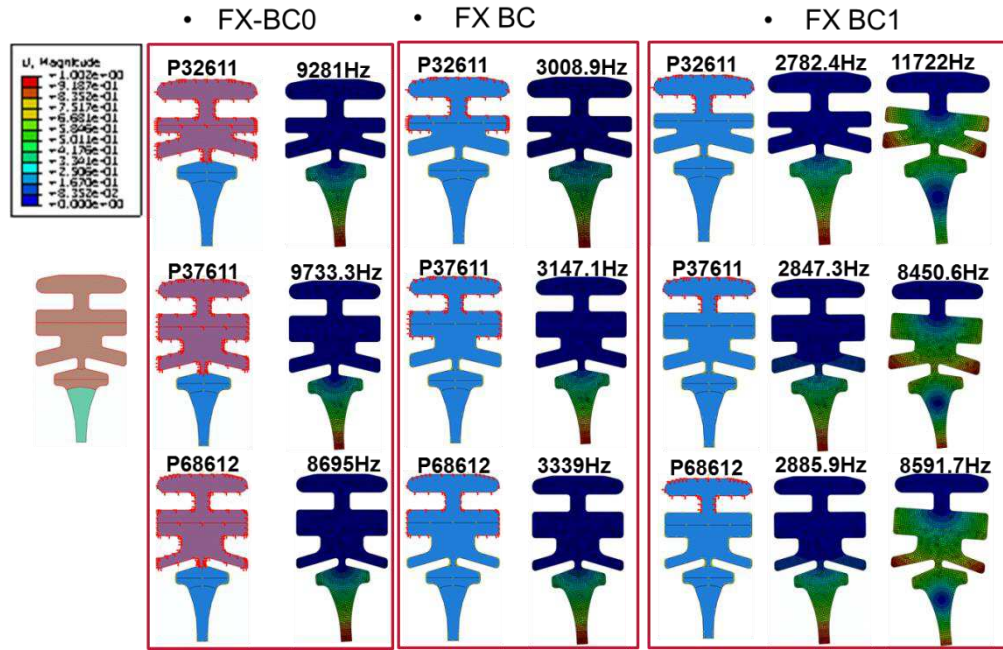 • FX-BC0
• FX BC
• FX BC1
U, Magnitude
+1.002e+00
+9.187e-01
+8.352e-01
+7.517e-01
+6.681e-01
+5.846e-01
+5.011e-01
+4.176e-01
+3.341e-01
+2.506e-01
+1.670e-01
+8.352e-02
+0.000e+00
P32611 9281Hz
P32611 3008.9Hz
P32611 2782.4Hz 11722Hz
P37611 9733.3Hz
P37611 3147.1Hz
P37611 2847.3Hz 8450.6Hz
P68612 8695Hz
P68612 3339Hz
P68612 2885.9Hz 8591.7Hz